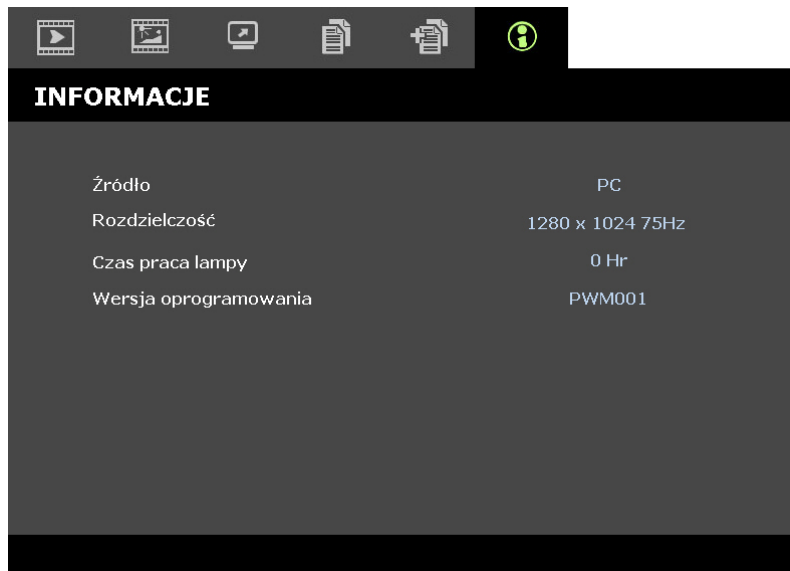 INFORMACJE
Źródło PC
Rozdzielczość 1280 x 1024 75Hz
Czas praca lampy 0 Hr
Wersja oprogramowania PWM001